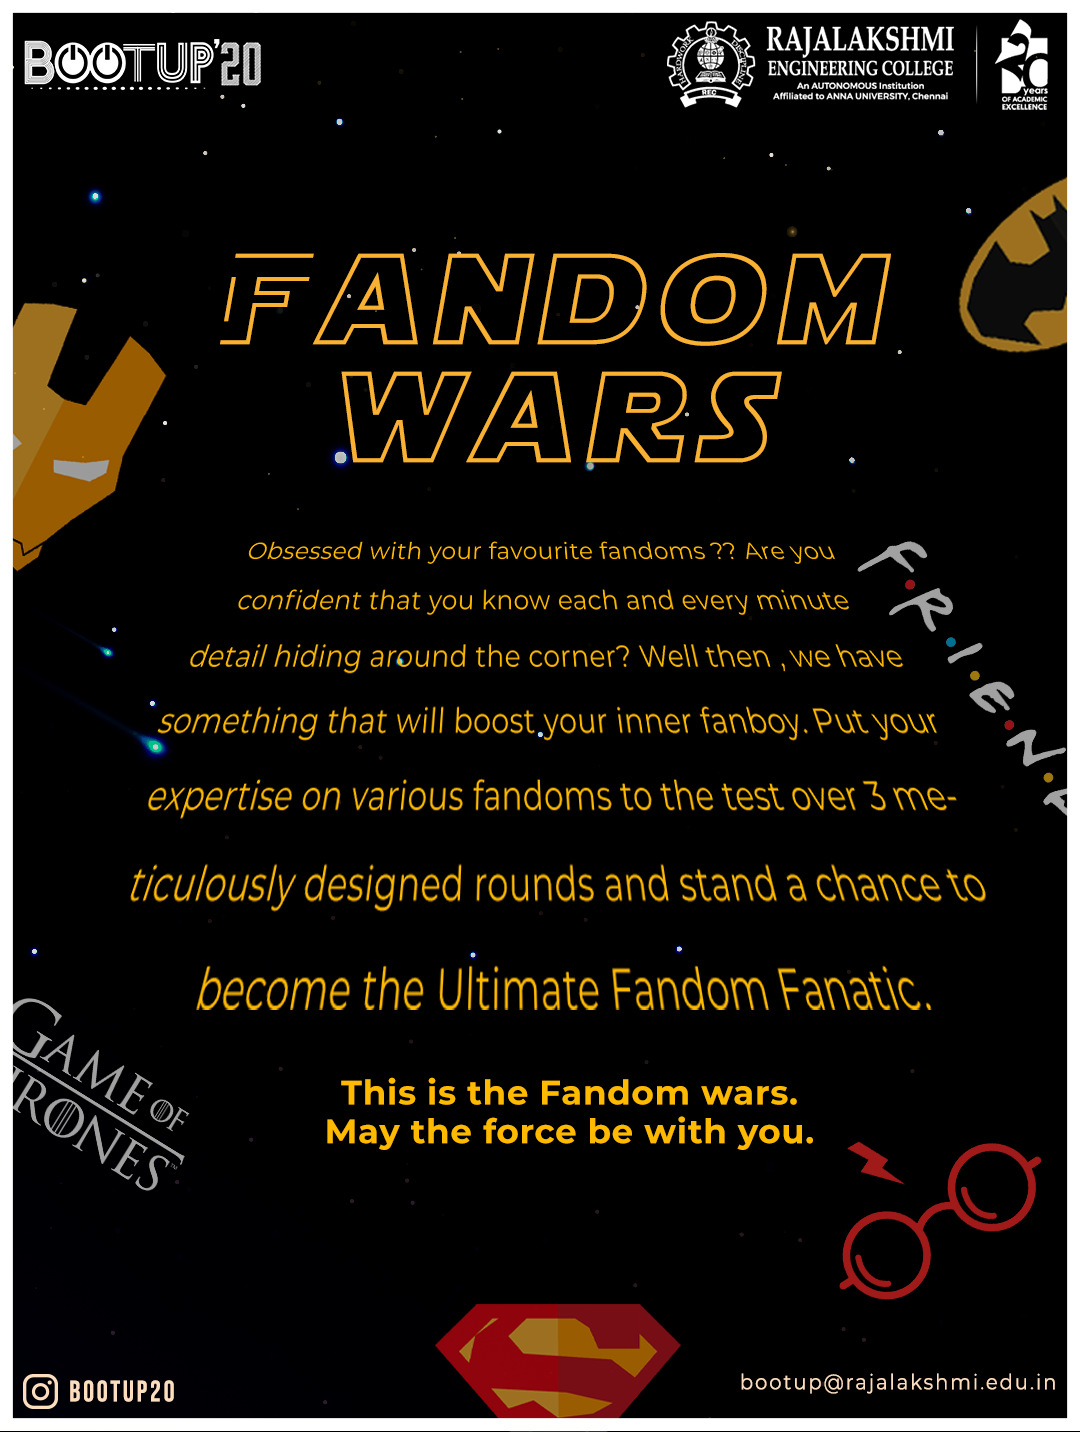 BOOTUP'20
RAJALAKSHMI
ENGINEERING COLLEGE
An AUTONOMOUS Institution
Affiliated to ANNA UNIVERSITY, Chennai
HARDWORK
DISCIPLINE
REC
years
OF ACADEMIC
EXCELLENCE
FANDOM
WARS
Obsessed with your favourite fandoms ?? Are you
confident that you know each and every minute
detail hiding around the corner? Well then , we have
something that will boost your inner fanboy. Put your
expertise on various fandoms to the test over 3 me-
ticulously designed rounds and stand a chance to
become the Ultimate Fandom Fanatic.
F.R.I.E.N.
GAME OF
HRONES™
This is the Fandom wars.
May the force be with you.
BOOTUP20
bootup@rajalakshmi.edu.in